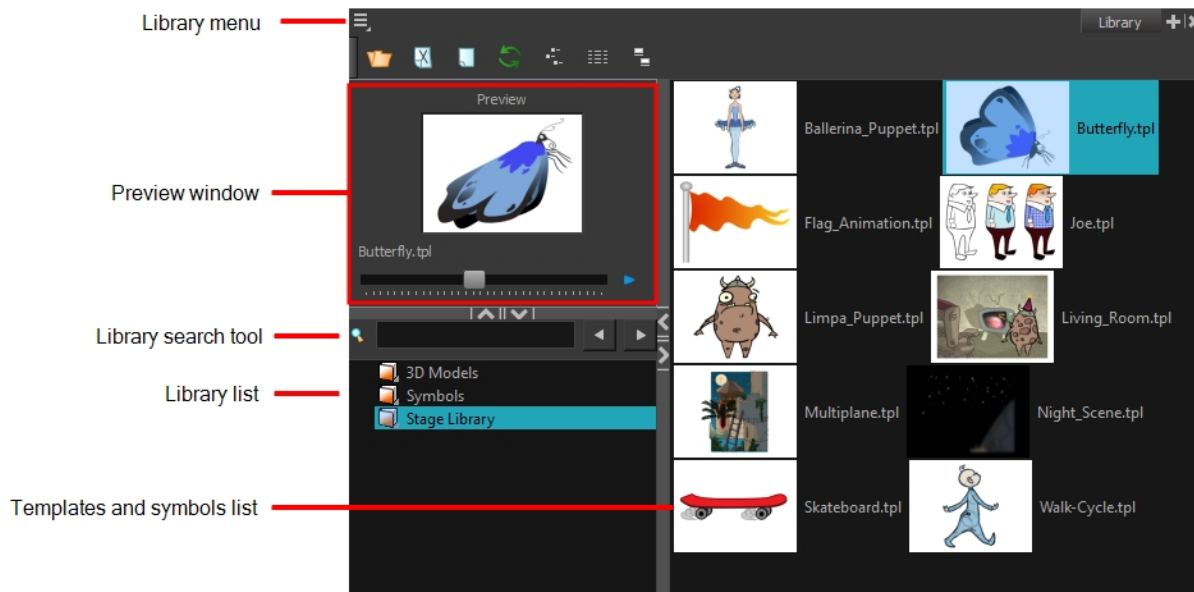 Library menu
Library
Preview
Ballerina_Puppet.tpl
Butterfly.tpl
Preview window
Flag_Animation.tpl
Joe.tpl
Butterfly.tpl
Library search tool
Limpa_Puppet.tpl
Living_Room.tpl
Library list
3D Models
Symbols
Stage Library
Multiplane.tpl
Night_Scene.tpl
Templates and symbols list
Skateboard.tpl
Walk-Cycle.tpl